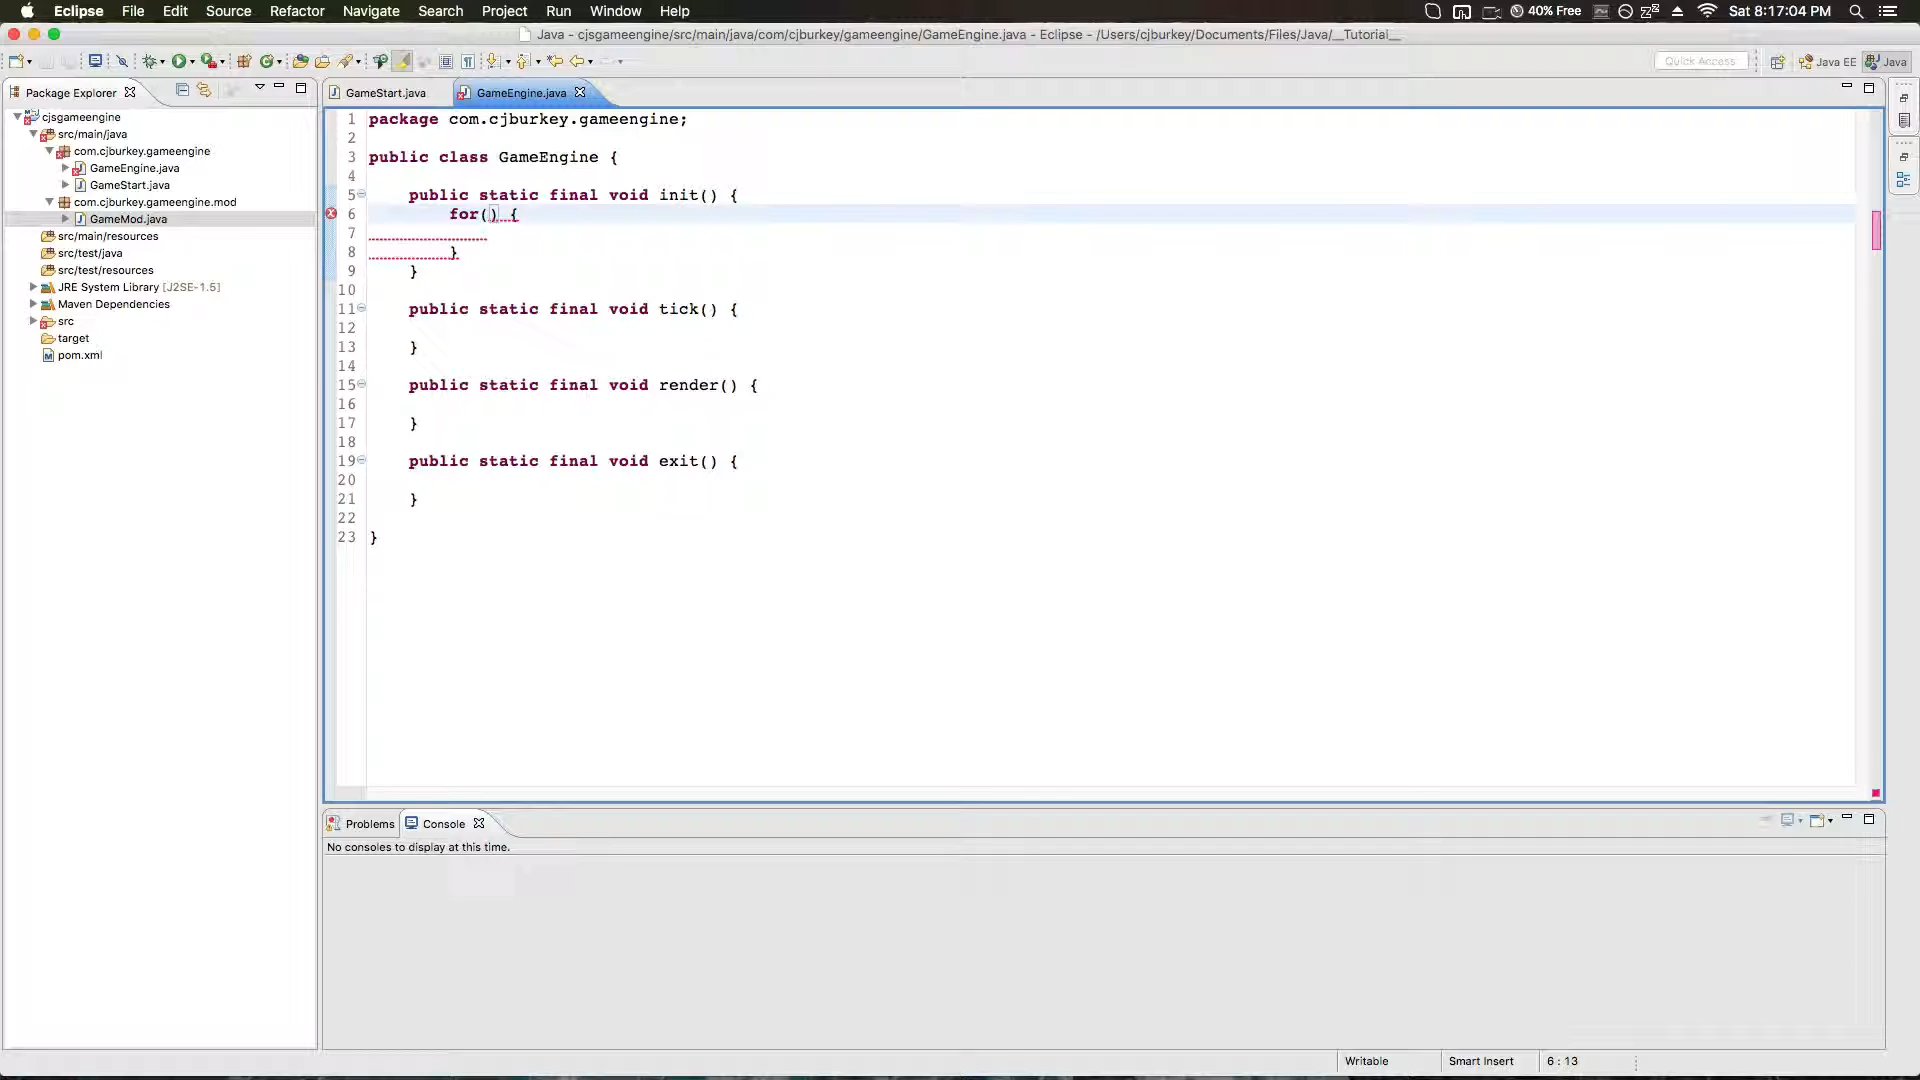 Eclipse File Edit Source Refactor Navigate Search Project Run Window Help 40% Free Sat 8:17:04 PM
Java - cjsgameengine/src/main/java/com/cjburkey/gameengine/GameEngine.java - Eclipse - /Users/cjburkey/Documents/Files/Java/__Tutorial__
Quick Access Java EE Java
Package Explorer
cjsgameengine
src/main/java
com.cjburkey.gameengine
GameEngine.java
GameStart.java
com.cjburkey.gameengine.mod
GameMod.java
src/main/resources
src/test/java
src/test/resources
JRE System Library [J2SE-1.5]
Maven Dependencies
src
target
pom.xml
GameStart.java GameEngine.java
1 package com.cjburkey.gameengine;
2
3 public class GameEngine {
4
5 public static final void init() {
6 for() {
7
8 }
9 }
10
11 public static final void tick() {
12
13 }
14
15 public static final void render() {
16
17 }
18
19 public static final void exit() {
20
21 }
22
23 }
Problems Console
No consoles to display at this time.
Writable Smart Insert 6 : 13